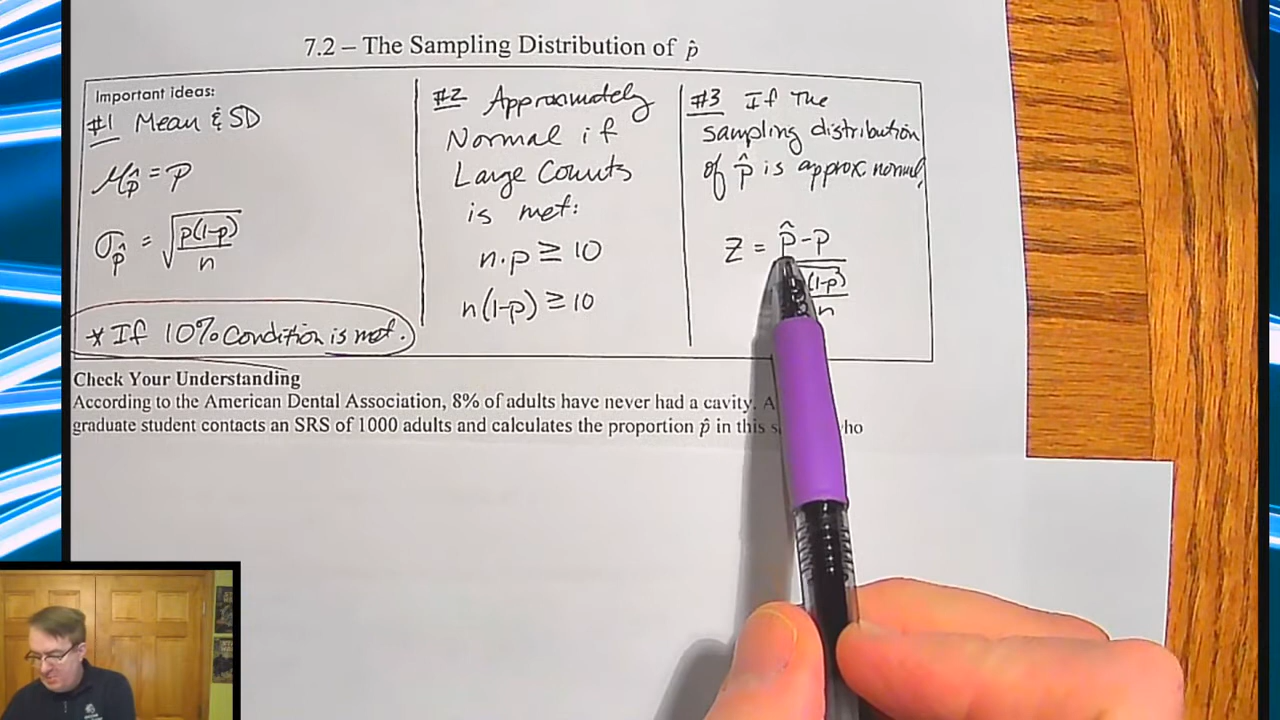 7.2 – The Sampling Distribution of p̂
Important ideas:
#1 Mean & SD
μp̂ = p
σp̂ = √(p(1-p)/n)
* If 10% Condition is met.
#2 Approximately
Normal if
Large Counts
is met:
n·p ≥ 10
n(1-p) ≥ 10
#3 If the
sampling distribution
of p̂ is approx. normal,
z = p̂ - p
(1-p)
n
Check Your Understanding
According to the American Dental Association, 8% of adults have never had a cavity. A
graduate student contacts an SRS of 1000 adults and calculates the proportion p̂ in this